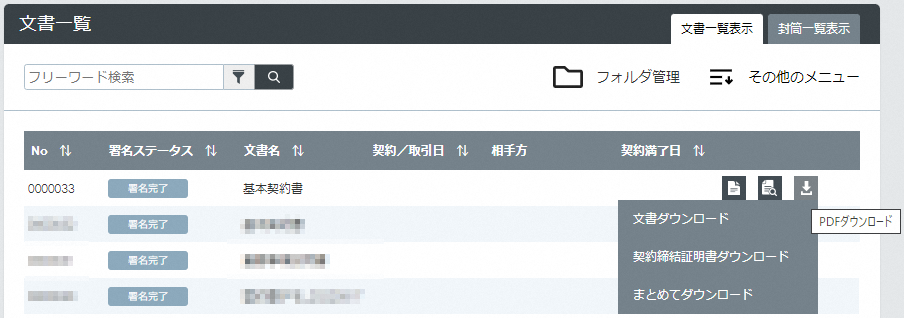 文書一覧
文書一覧表示 封筒一覧表示
フリーワード検索
フォルダ管理 その他のメニュー
No 署名ステータス 文書名 契約／取引日 相手方 契約満了日
0000033 署名完了 基本契約書
署名完了
署名完了
署名完了
文書ダウンロード
PDFダウンロード
契約締結証明書ダウンロード
まとめてダウンロード